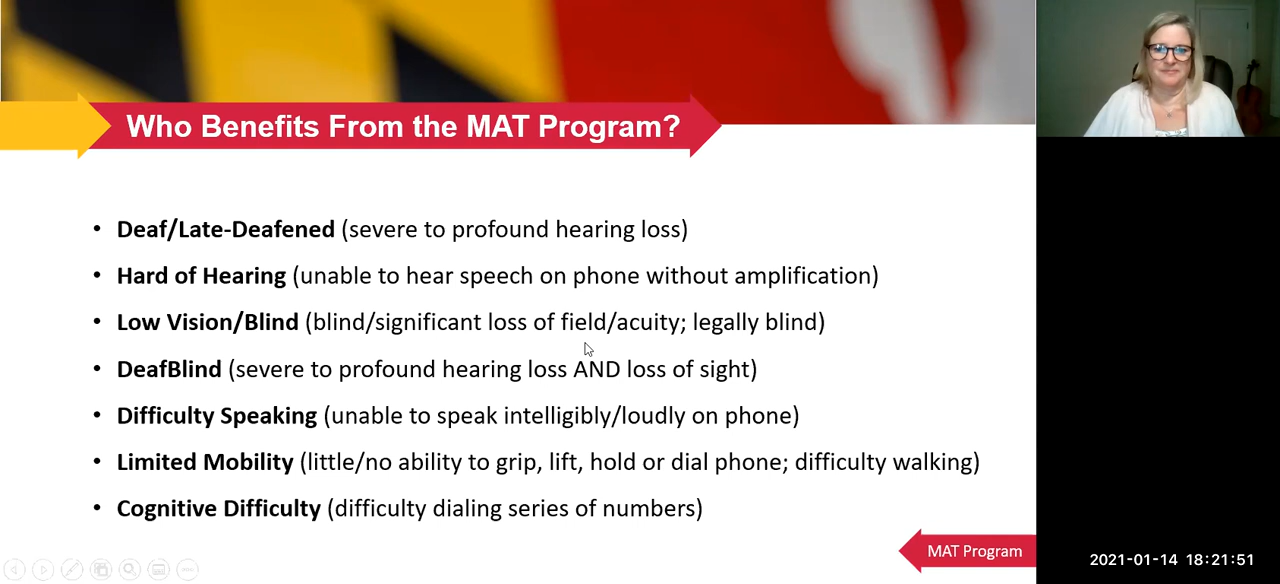 Who Benefits From the MAT Program?
• Deaf/Late-Deafened (severe to profound hearing loss)
• Hard of Hearing (unable to hear speech on phone without amplification)
• Low Vision/Blind (blind/significant loss of field/acuity; legally blind)
• DeafBlind (severe to profound hearing loss AND loss of sight)
• Difficulty Speaking (unable to speak intelligibly/loudly on phone)
• Limited Mobility (little/no ability to grip, lift, hold or dial phone; difficulty walking)
• Cognitive Difficulty (difficulty dialing series of numbers)
MAT Program
2021-01-14 18:21:51